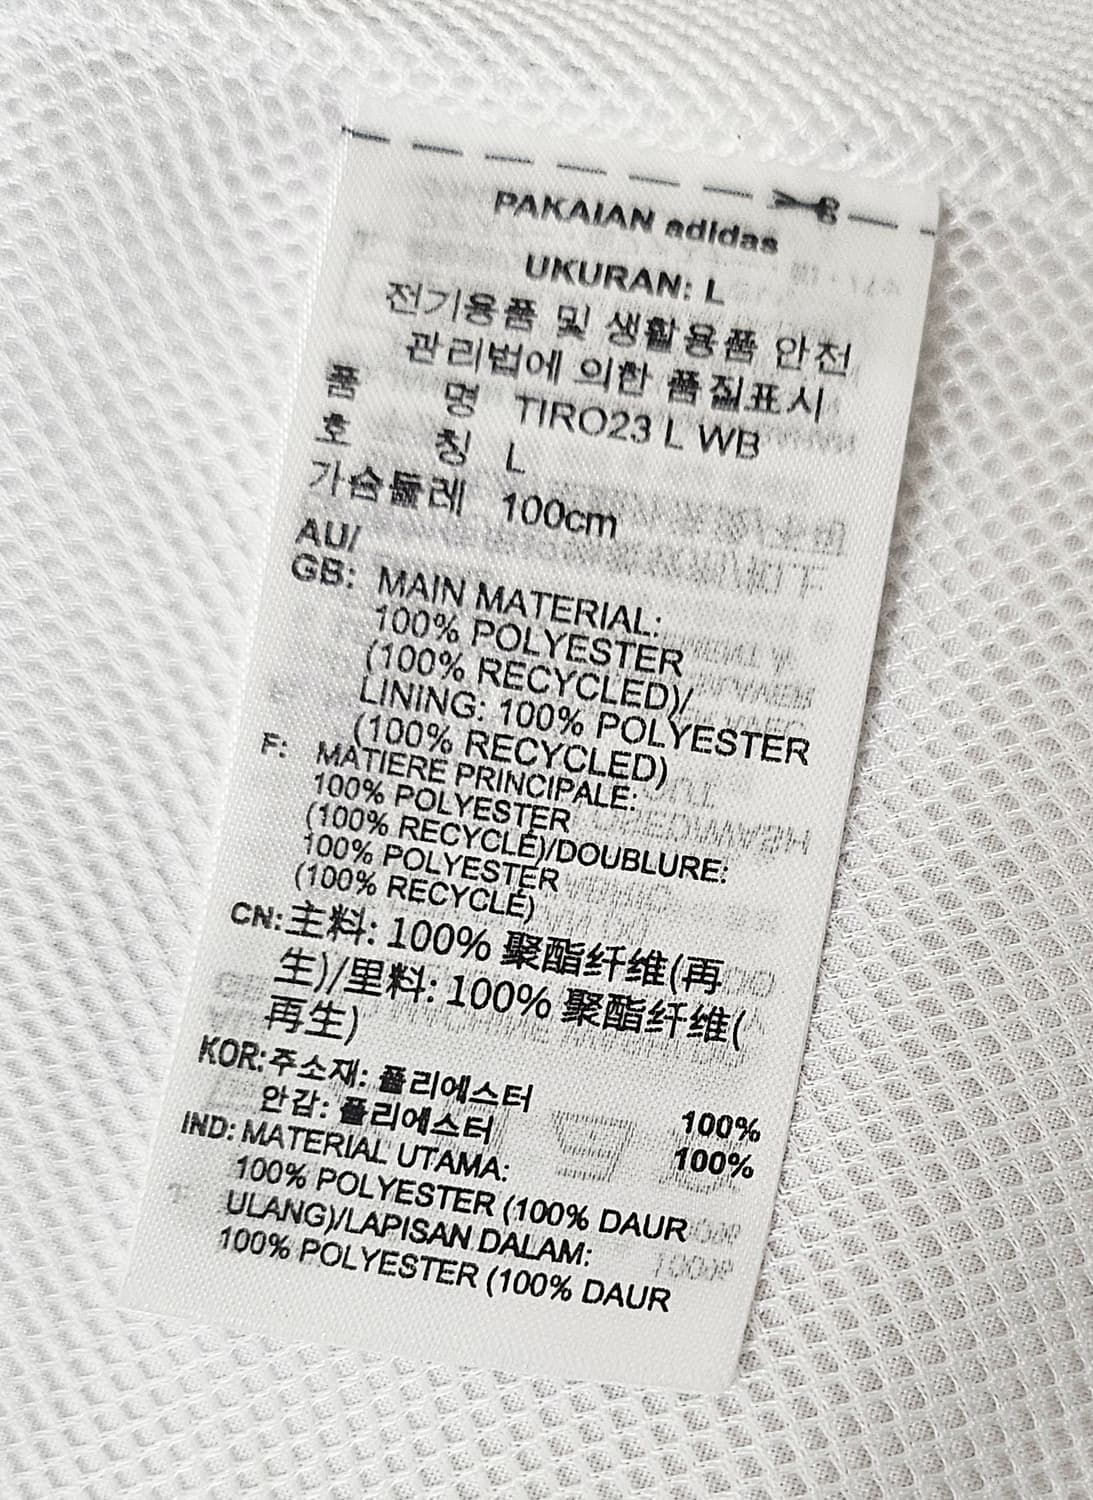 PAKAIAN adidas
UKURAN: L
전기용품 및 생활용품 안전
관리법에 의한 품질표시
품 명 TIRO23 L WB
호 칭 L
가슴둘레 100cm
AU/
GB: MAIN MATERIAL:
100% POLYESTER
(100% RECYCLED)/
LINING: 100% POLYESTER
(100% RECYCLED)
F: MATIERE PRINCIPALE:
100% POLYESTER
(100% RECYCLÉ)/DOUBLURE:
100% POLYESTER
(100% RECYCLÉ)
CN:主料: 100% 聚酯纤维(再
生)/里料: 100% 聚酯纤维(
再生)
KOR:주소재: 폴리에스터 100%
안감: 폴리에스터 100%
IND: MATERIAL UTAMA:
100% POLYESTER (100% DAUR
ULANG)/LAPISAN DALAM:
100% POLYESTER (100% DAUR